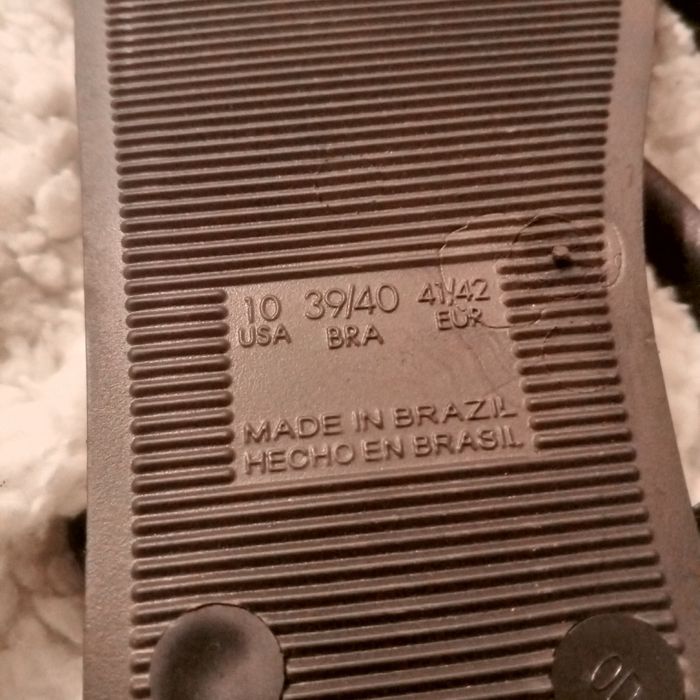 10 39/40 41/42
USA BRA EUR
MADE IN BRAZIL
HECHO EN BRASIL